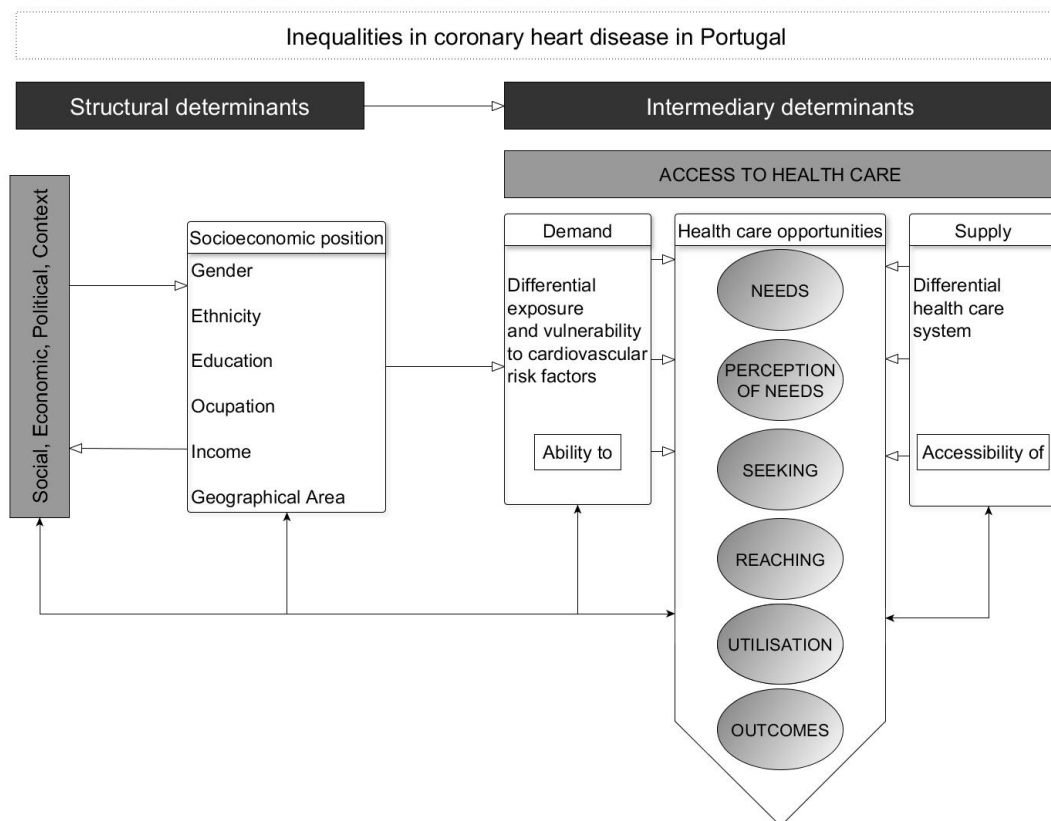 Inequalities in coronary heart disease in Portugal
Structural determinants
Intermediary determinants
ACCESS TO HEALTH CARE
Social, Economic, Political, Context
Socioeconomic position
Gender
Ethnicity
Education
Ocupation
Income
Geographical Area
Demand
Differential
exposure
and vulnerability
to cardiovascular
risk factors
Ability to
Health care opportunities
NEEDS
PERCEPTION
OF NEEDS
SEEKING
REACHING
UTILISATION
OUTCOMES
Supply
Differential
health care
system
Accessibility of